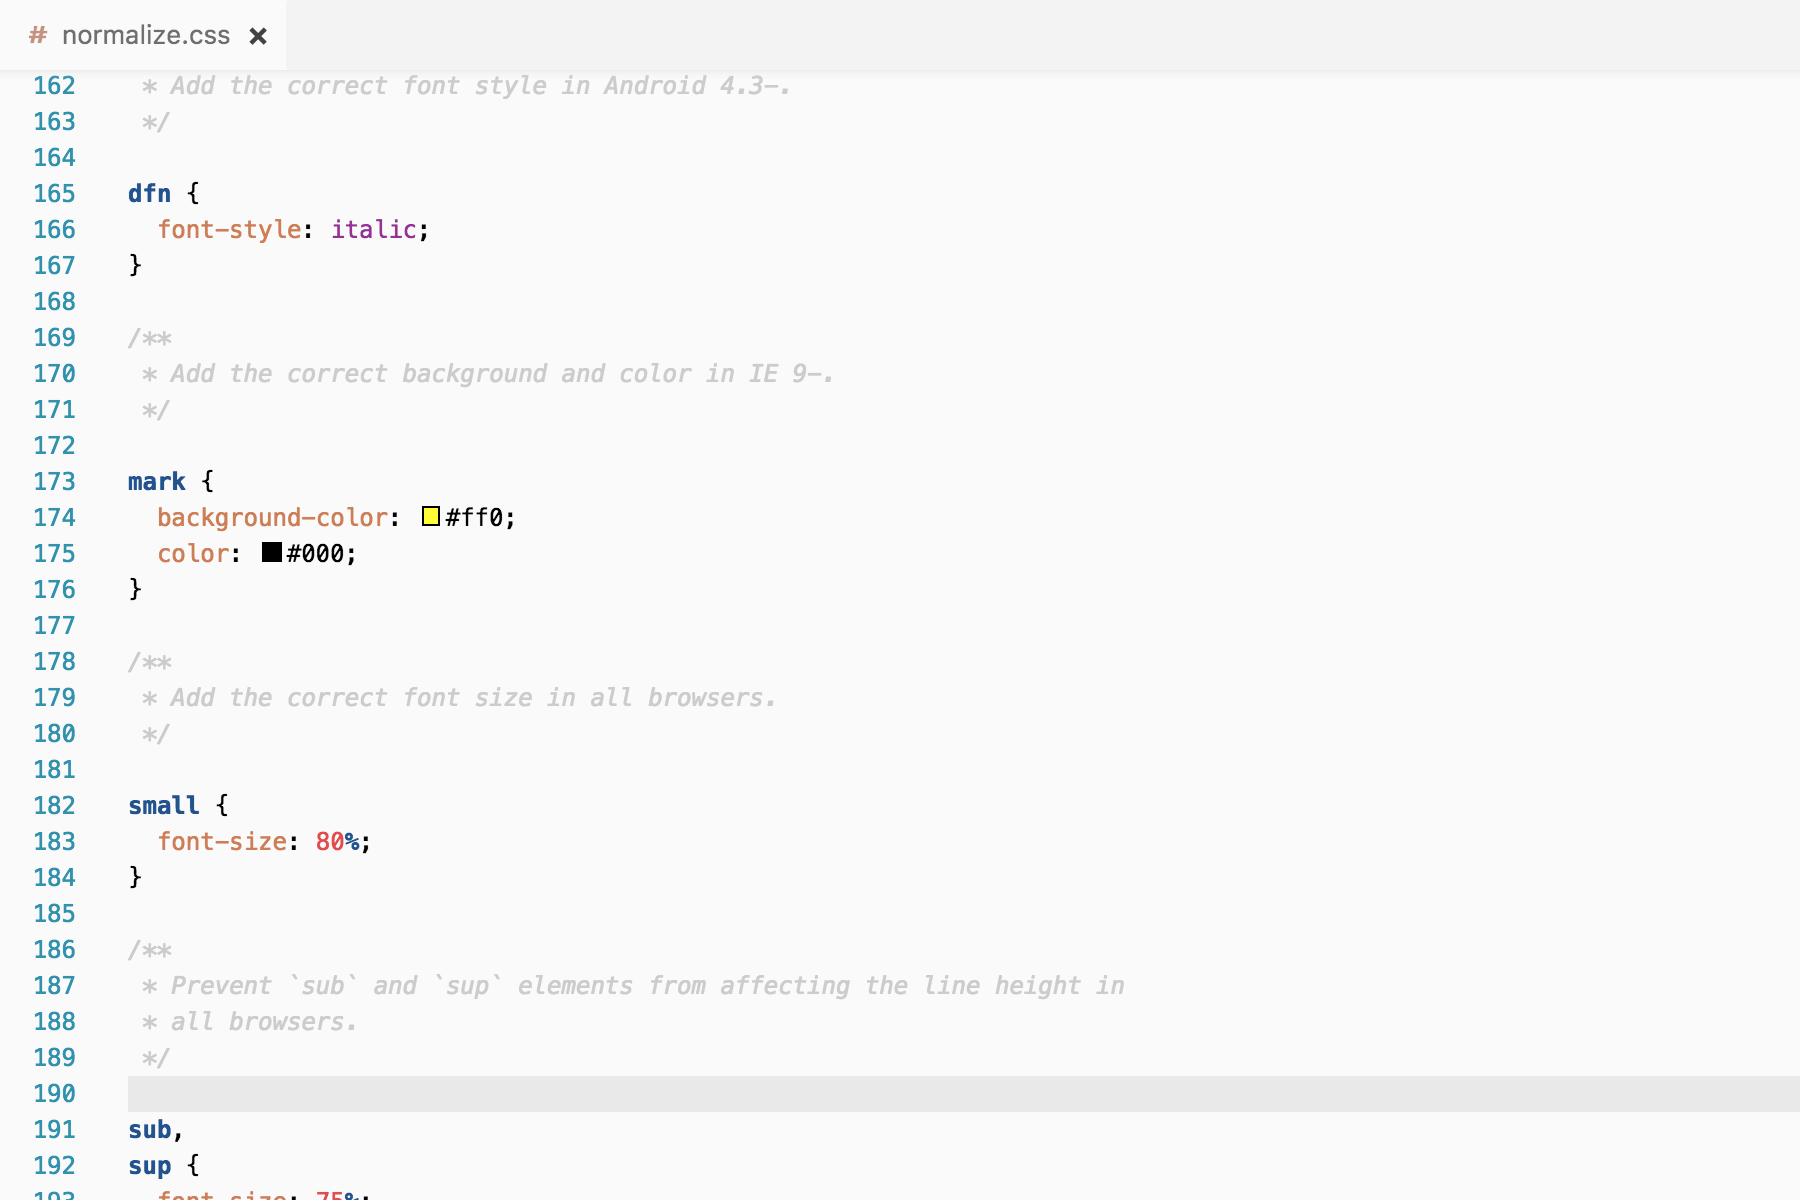 # normalize.css ×
162 * Add the correct font style in Android 4.3-.
163 */
164
165 dfn {
166 font-style: italic;
167 }
168
169 /**
170 * Add the correct background and color in IE 9-.
171 */
172
173 mark {
174 background-color: #ff0;
175 color: #000;
176 }
177
178 /**
179 * Add the correct font size in all browsers.
180 */
181
182 small {
183 font-size: 80%;
184 }
185
186 /**
187 * Prevent `sub` and `sup` elements from affecting the line height in
188 * all browsers.
189 */
190
191 sub,
192 sup {
193 font-size: 75%;